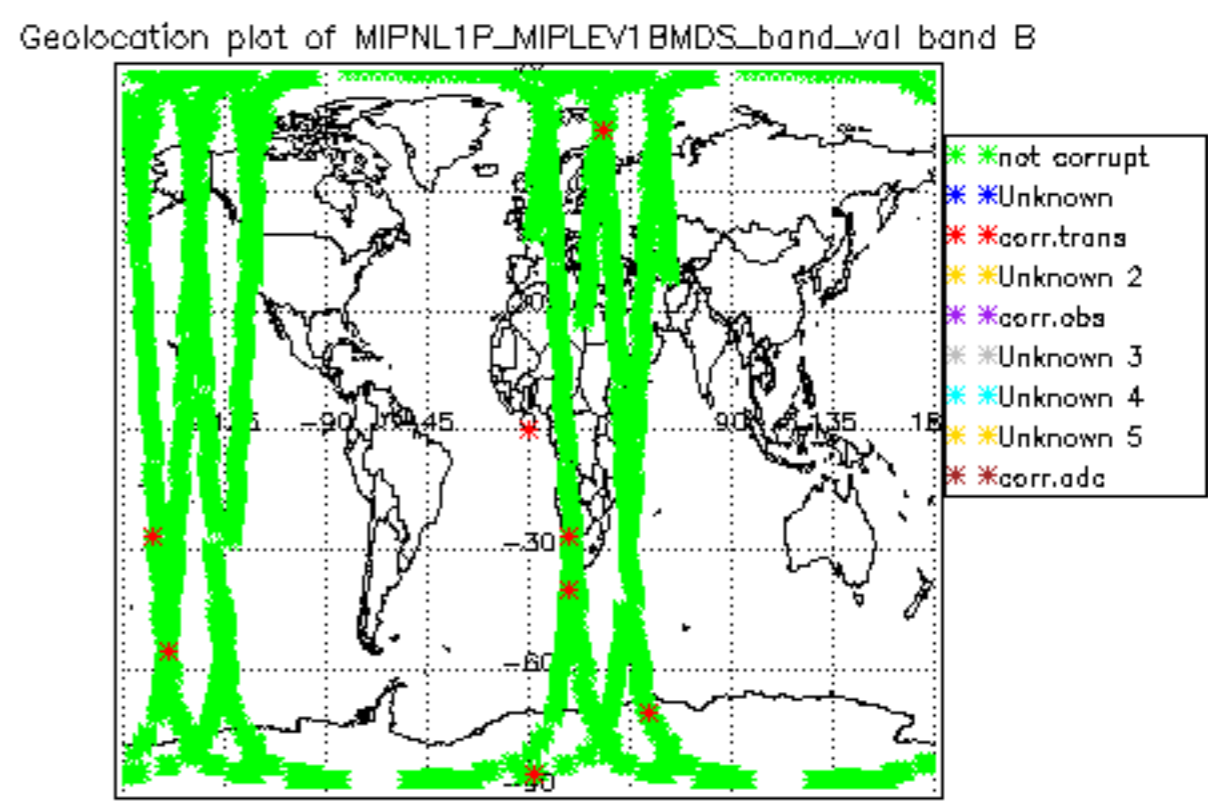 Geolocation plot of MIPNL1P_MIPLEV1BMDS_band_val band B
not corrupt
Unknown
corr.trans
Unknown 2
corr.obs
-90
-45
90
135
Unknown 3
Unknown 4
Unknown 5
corr.adc
-30
-60
-90